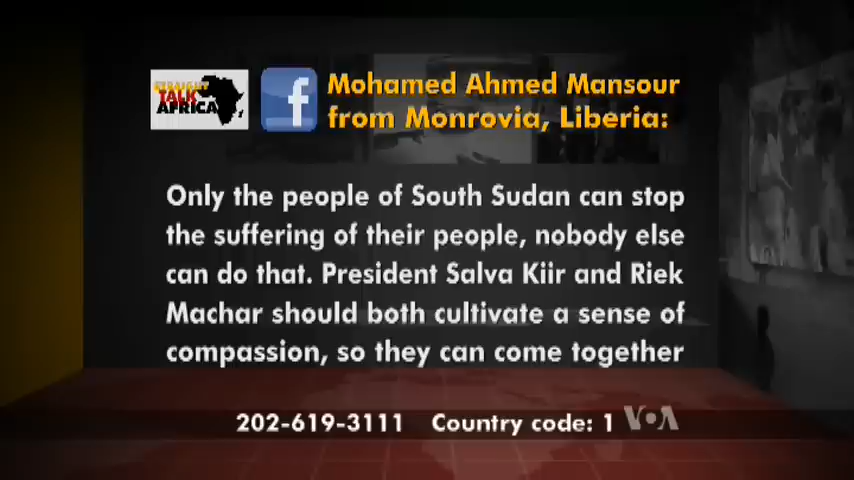 STRAIGHT
TALK
AFRICA
f
Mohamed Ahmed Mansour
from Monrovia, Liberia:
Only the people of South Sudan can stop
the suffering of their people, nobody else
can do that. President Salva Kiir and Riek
Machar should both cultivate a sense of
compassion, so they can come together
202-619-3111 Country code: 1 VOA